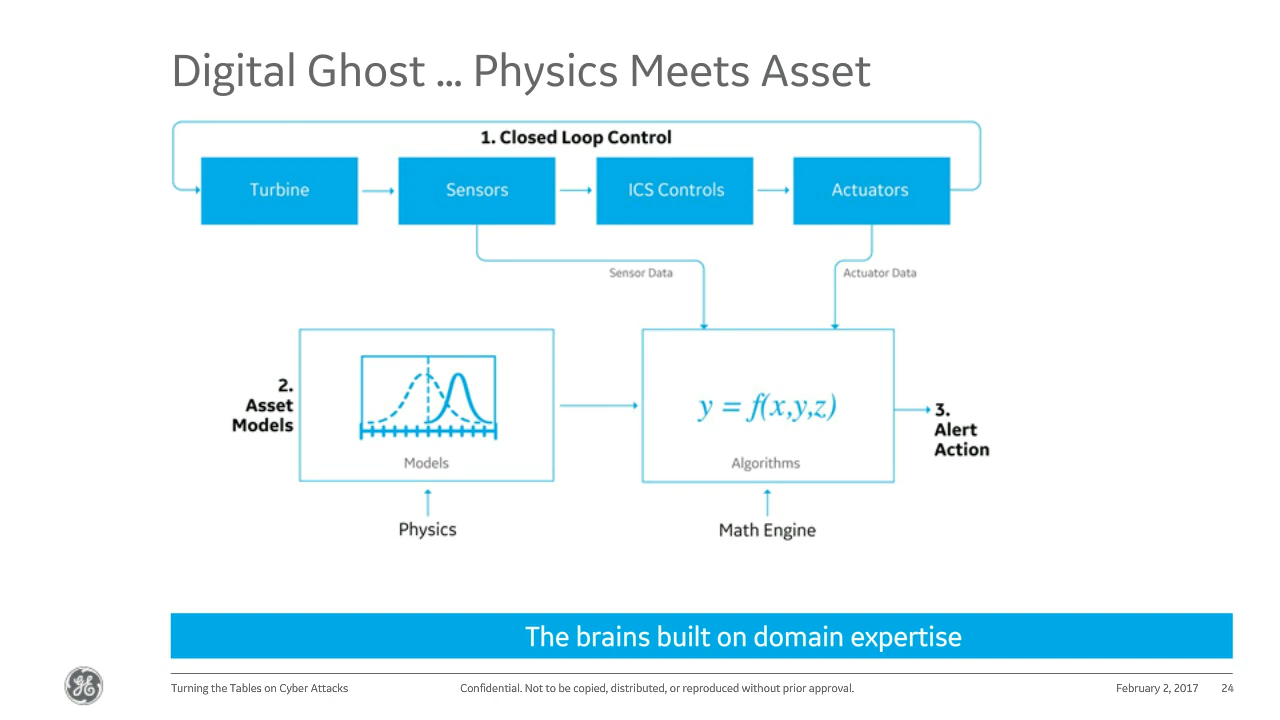 Digital Ghost ... Physics Meets Asset
1. Closed Loop Control
Turbine
Sensors
ICS Controls
Actuators
Sensor Data
Actuator Data
2.
Asset
Models
Models
y = f(x,y,z)
Algorithms
3.
Alert
Action
Physics
Math Engine
The brains built on domain expertise
GE
Turning the Tables on Cyber Attacks
Confidential. Not to be copied, distributed, or reproduced without prior approval.
February 2, 2017
24